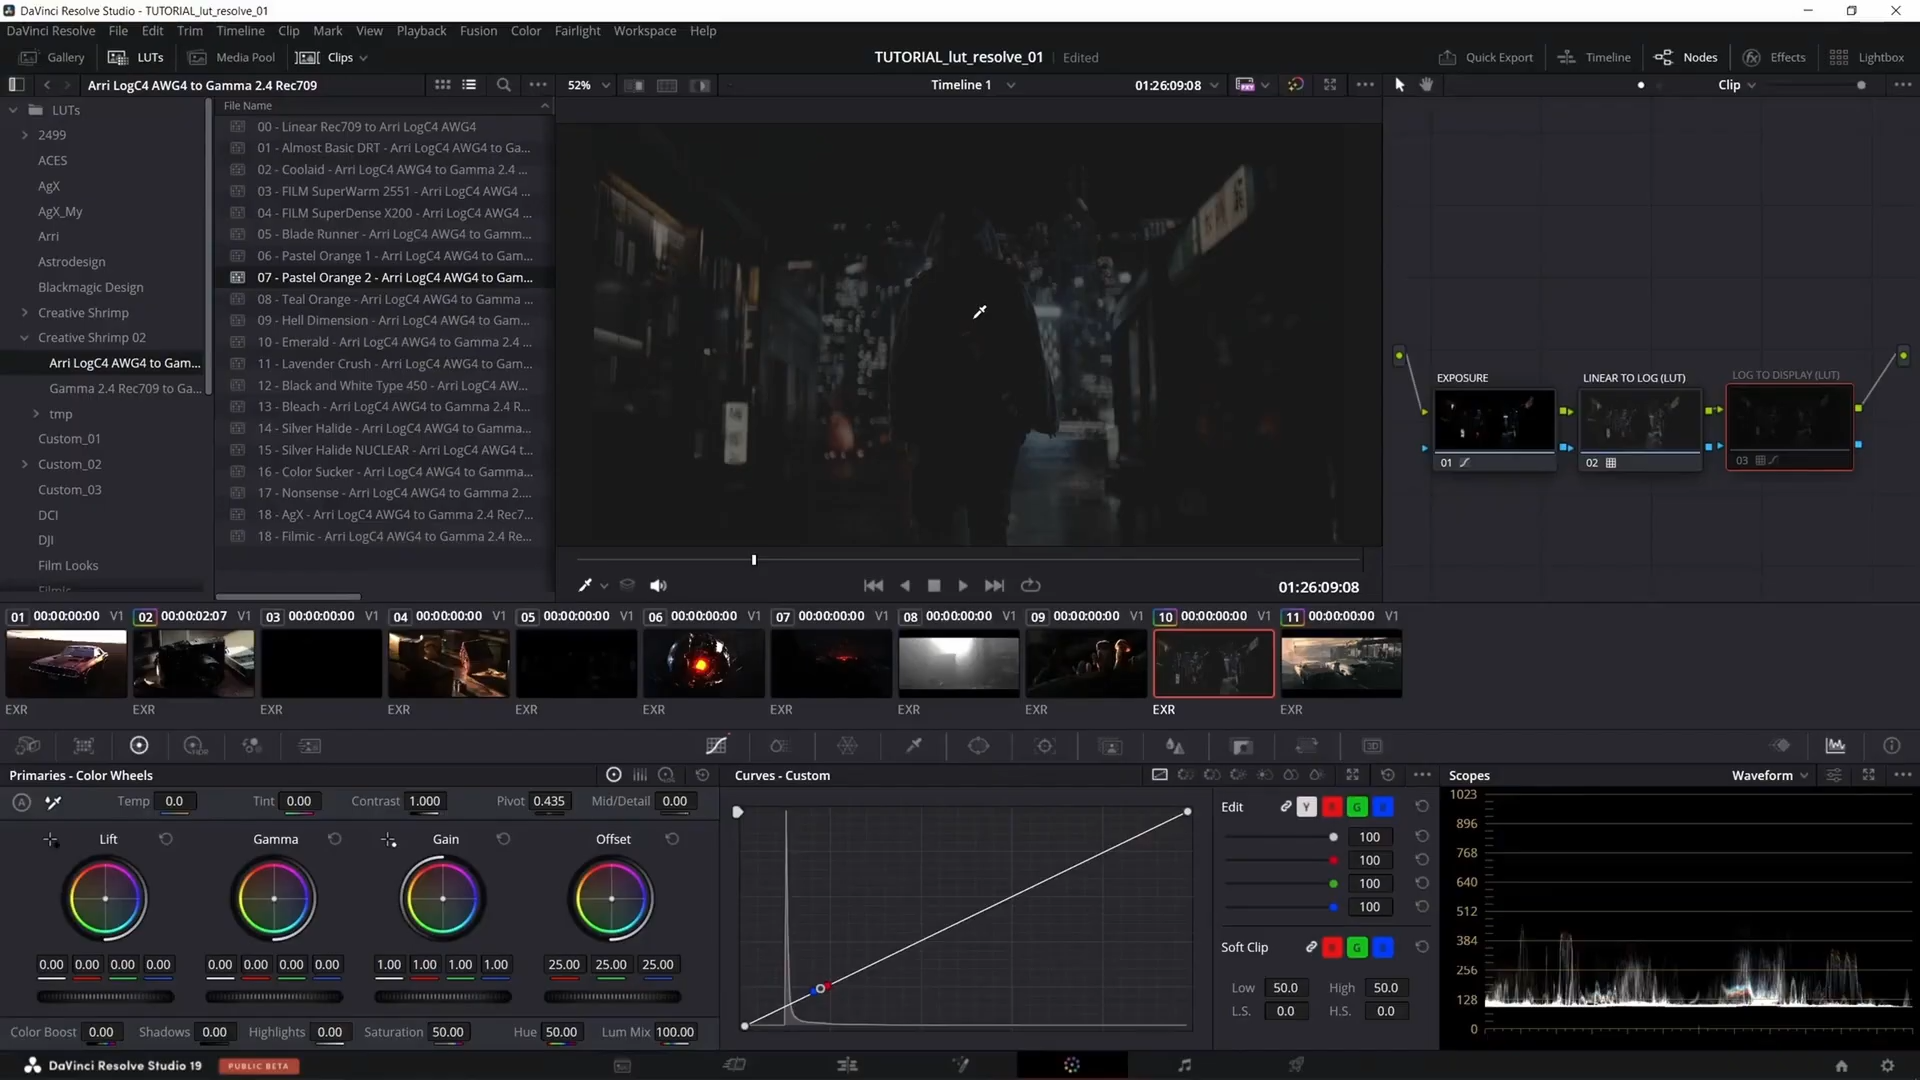 DaVinci Resolve Studio - TUTORIAL_lut_resolve_01
DaVinci Resolve File Edit Trim Timeline Clip Mark View Playback Fusion Color Fairlight Workspace Help
Gallery LUTs Media Pool Clips TUTORIAL_lut_resolve_01 Edited Quick Export Timeline Nodes Effects Lightbox
Arri LogC4 AWG4 to Gamma 2.4 Rec709 52% Timeline 1 01:26:09:08 Clip
LUTs
2499
ACES
AgX
AgX_My
Arri
Astrodesign
Blackmagic Design
Creative Shrimp
Creative Shrimp 02
Arri LogC4 AWG4 to Gam...
Gamma 2.4 Rec709 to Ga...
tmp
Custom_01
Custom_02
Custom_03
DCI
DJI
Film Looks
Filmic
File Name
00 - Linear Rec709 to Arri LogC4 AWG4
01 - Almost Basic DRT - Arri LogC4 AWG4 to Ga...
02 - Coolaid - Arri LogC4 AWG4 to Gamma 2.4 ...
03 - FILM SuperWarm 2551 - Arri LogC4 AWG4 ...
04 - FILM SuperDense X200 - Arri LogC4 AWG4 ...
05 - Blade Runner - Arri LogC4 AWG4 to Gamm...
06 - Pastel Orange 1 - Arri LogC4 AWG4 to Gam...
07 - Pastel Orange 2 - Arri LogC4 AWG4 to Gam...
08 - Teal Orange - Arri LogC4 AWG4 to Gamma ...
09 - Hell Dimension - Arri LogC4 AWG4 to Gam...
10 - Emerald - Arri LogC4 AWG4 to Gamma 2.4 ...
11 - Lavender Crush - Arri LogC4 AWG4 to Gam...
12 - Black and White Type 450 - Arri LogC4 AW...
13 - Bleach - Arri LogC4 AWG4 to Gamma 2.4 R...
14 - Silver Halide - Arri LogC4 AWG4 to Gamma...
15 - Silver Halide NUCLEAR - Arri LogC4 AWG4 t...
16 - Color Sucker - Arri LogC4 AWG4 to Gamma...
17 - Nonsense - Arri LogC4 AWG4 to Gamma 2....
18 - AgX - Arri LogC4 AWG4 to Gamma 2.4 Rec7...
18 - Filmic - Arri LogC4 AWG4 to Gamma 2.4 Re...
EXPOSURE LINEAR TO LOG (LUT) LOG TO DISPLAY (LUT)
01 02 03
01:26:09:08
01 00:00:00:00 V1 02 00:00:02:07 V1 03 00:00:00:00 V1 04 00:00:00:00 V1 05 00:00:00:00 V1 06 00:00:00:00 V1 07 00:00:00:00 V1 08 00:00:00:00 V1 09 00:00:00:00 V1 10 00:00:00:00 V1 11 00:00:00:00 V1
EXR EXR EXR EXR EXR EXR EXR EXR EXR EXR EXR
3D
Primaries - Color Wheels Curves - Custom Scopes Waveform
A Temp 0.0 Tint 0.00 Contrast 1.000 Pivot 0.435 Mid/Detail 0.00
Lift Gamma Gain Offset
0.00 0.00 0.00 0.00 0.00 0.00 0.00 0.00 1.00 1.00 1.00 1.00 25.00 25.00 25.00
Color Boost 0.00 Shadows 0.00 Highlights 0.00 Saturation 50.00 Hue 50.00 Lum Mix 100.00
Edit Y R G B
100
100
100
100
Soft Clip R G B
Low 50.0 High 50.0
L.S. 0.0 H.S. 0.0
1023
896
768
640
512
384
256
128
0
DaVinci Resolve Studio 19 PUBLIC BETA